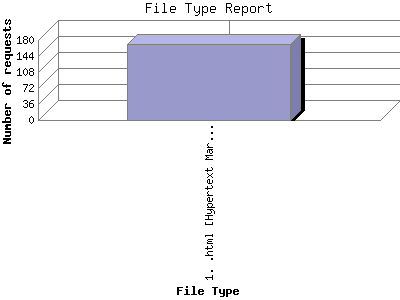 File Type Report
Number of requests
180
144
108
72
36
0
1. .html [Hypertext Mar...
File Type